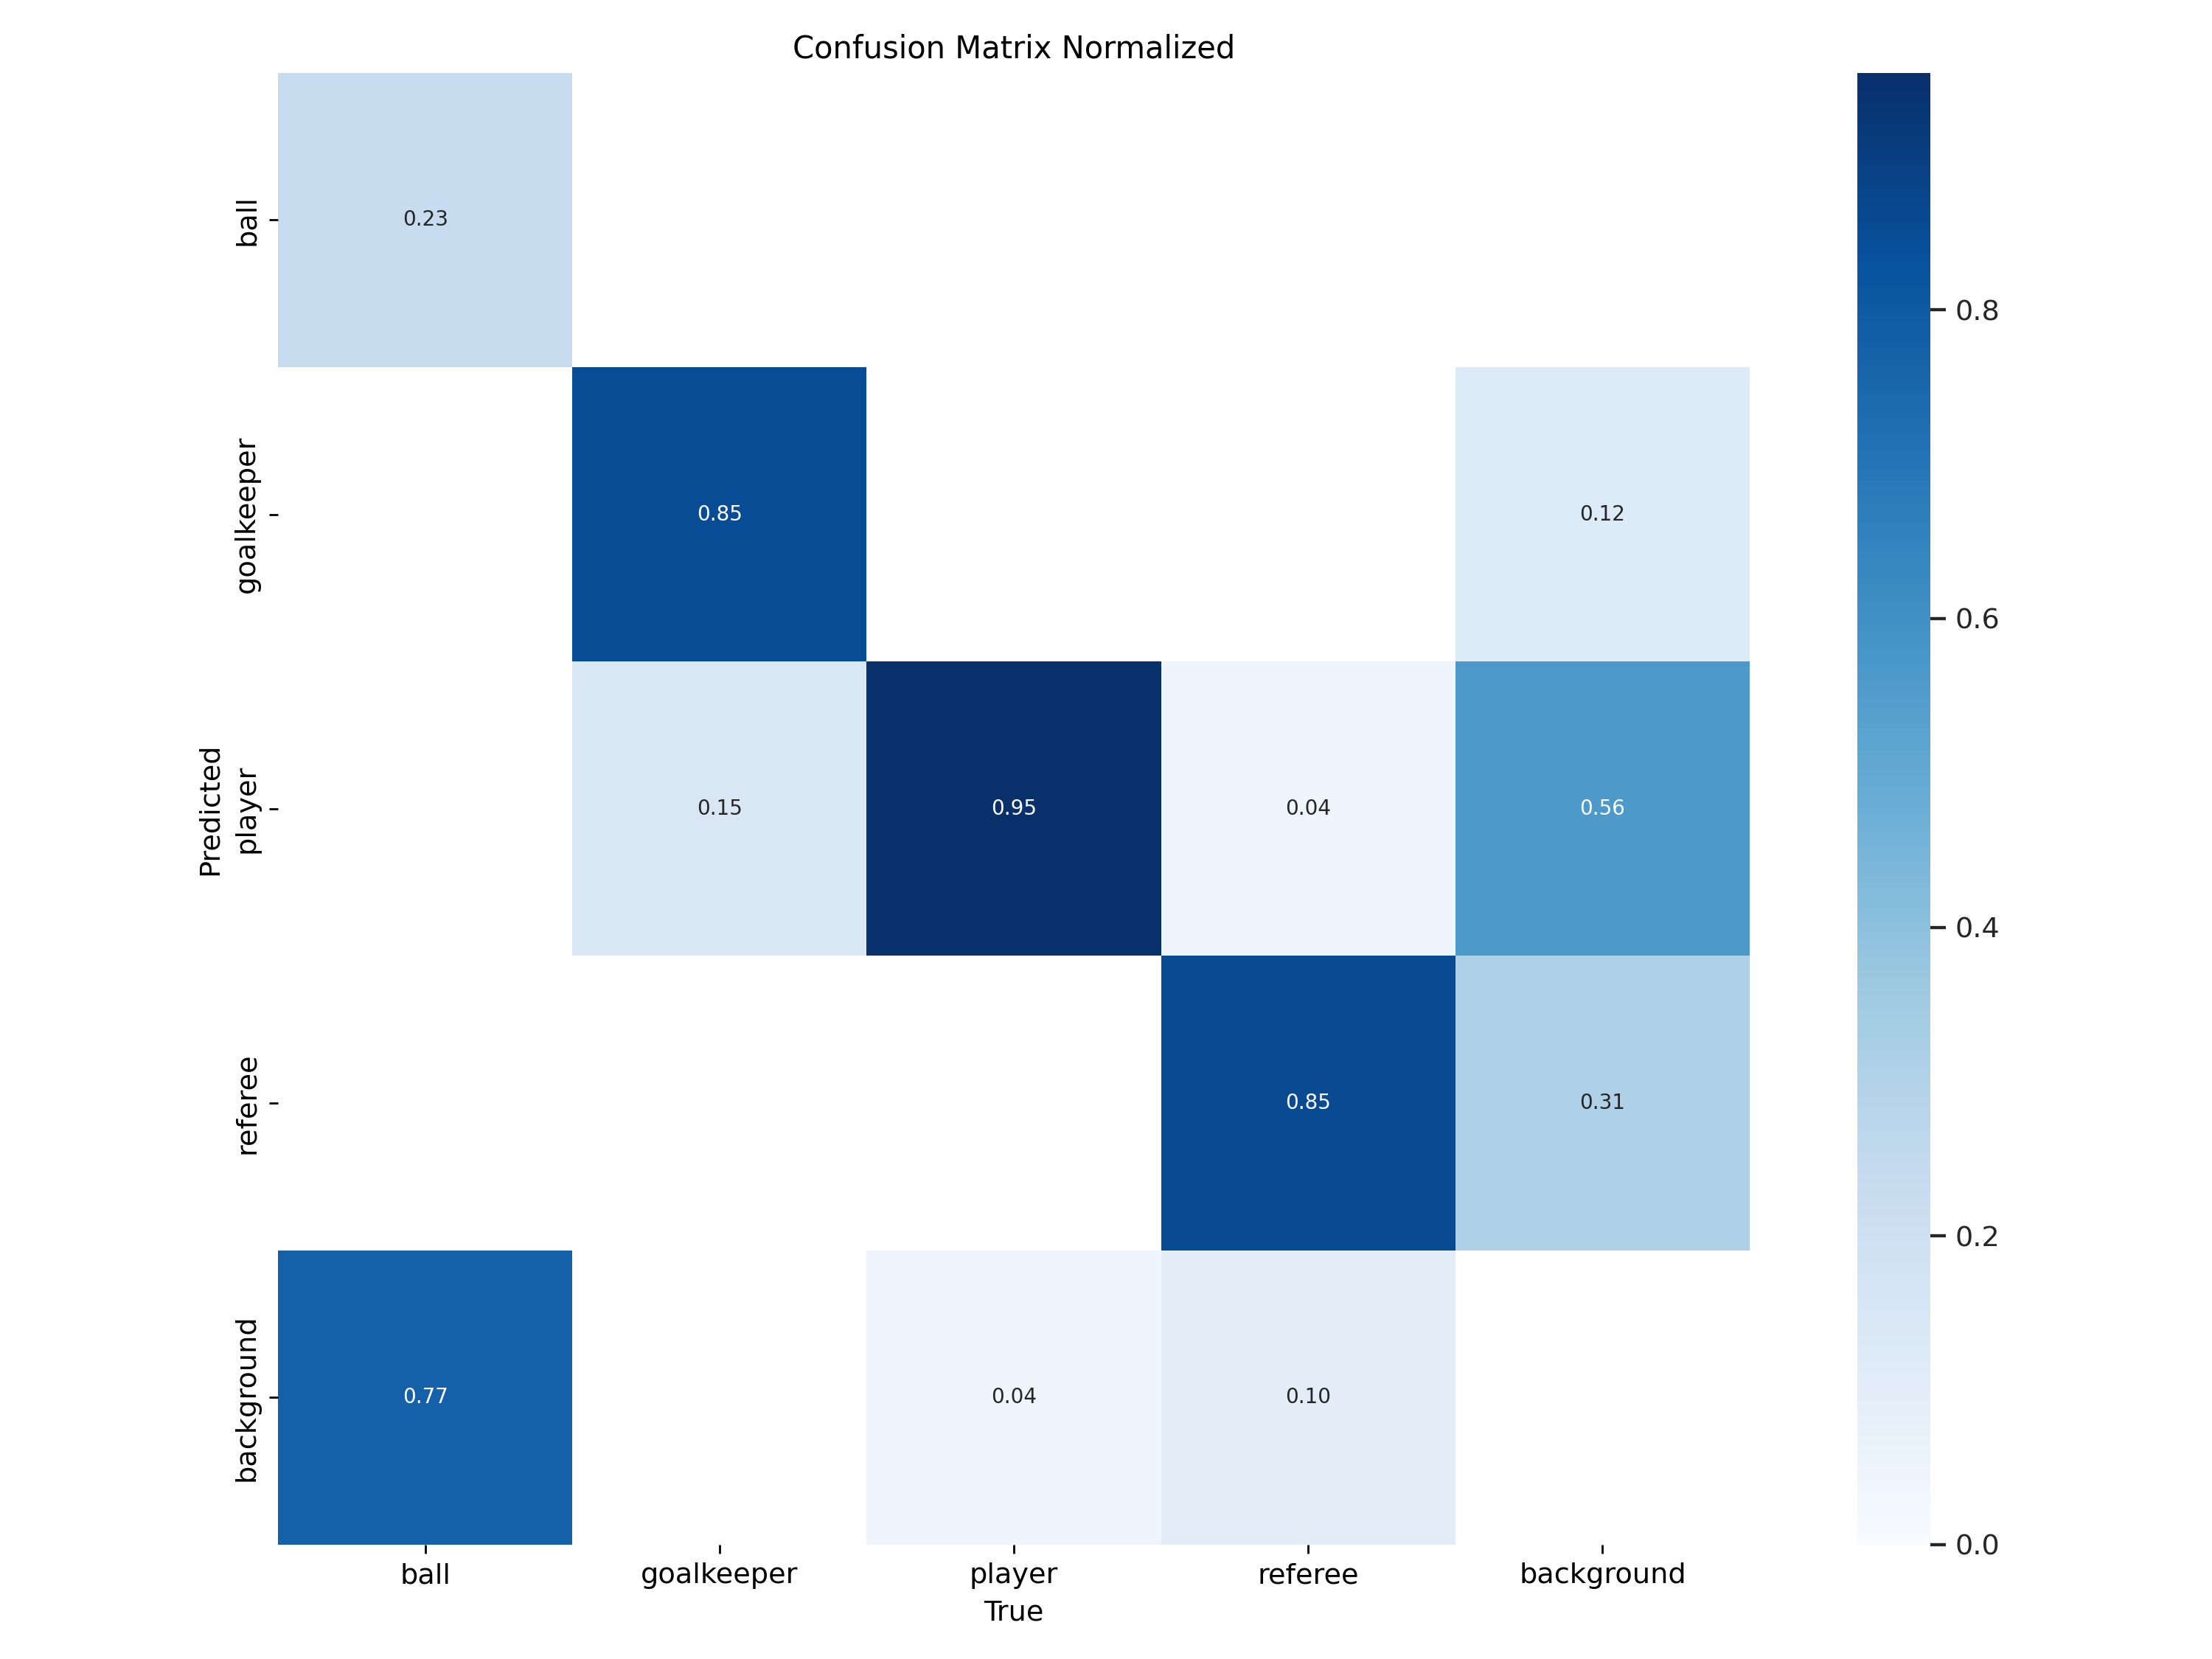 Confusion Matrix Normalized
ball
0.23
0.8
goalkeeper
0.85
0.12
0.6
Predicted
player
0.15
0.95
0.04
0.56
0.4
referee
0.85
0.31
0.2
background
0.77
0.04
0.10
0.0
ball
goalkeeper
player
referee
background
True